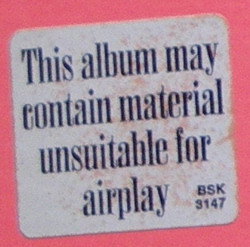 This album may
contain material
unsuitable for
airplay
BSK
3147